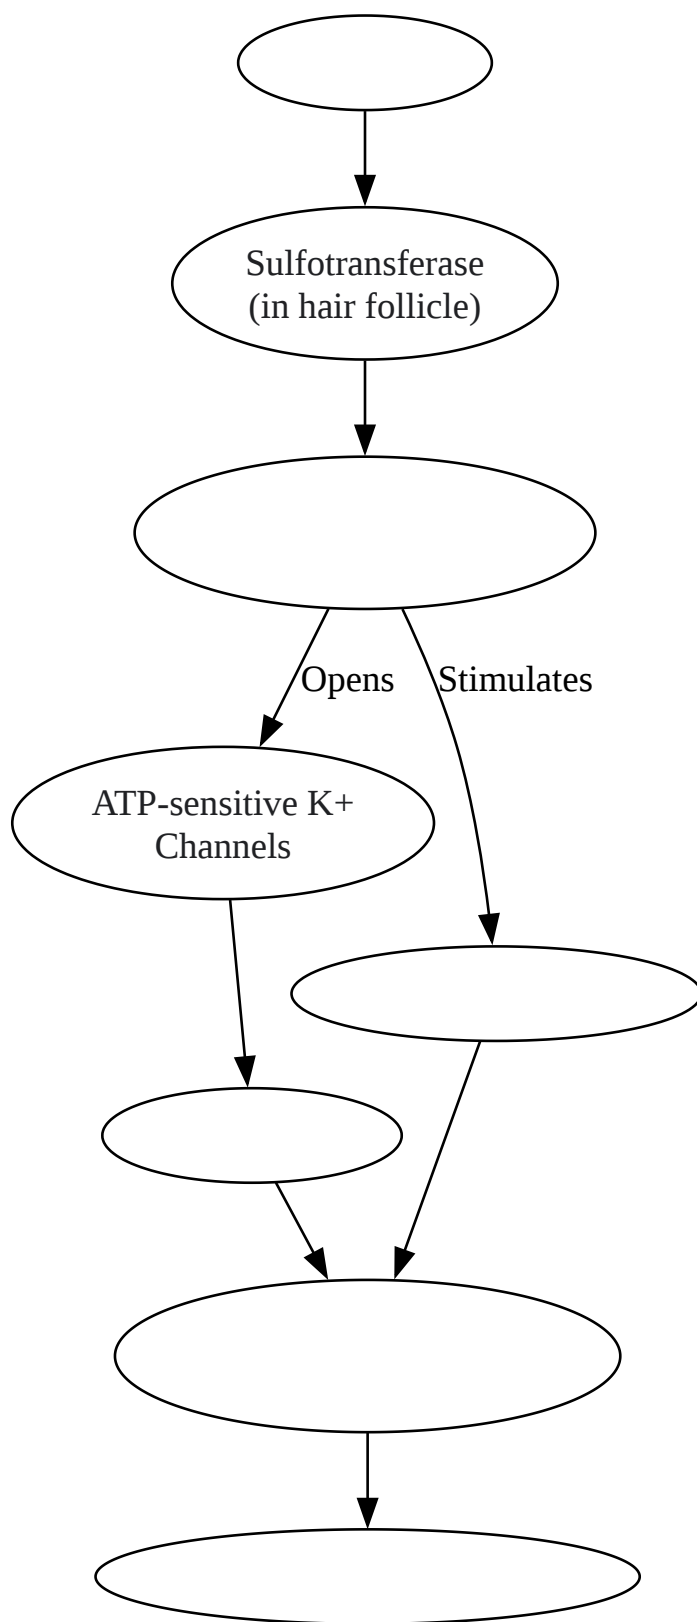 Sulfotransferase
(in hair follicle)
Opens
Stimulates
ATP-sensitive K+
Channels